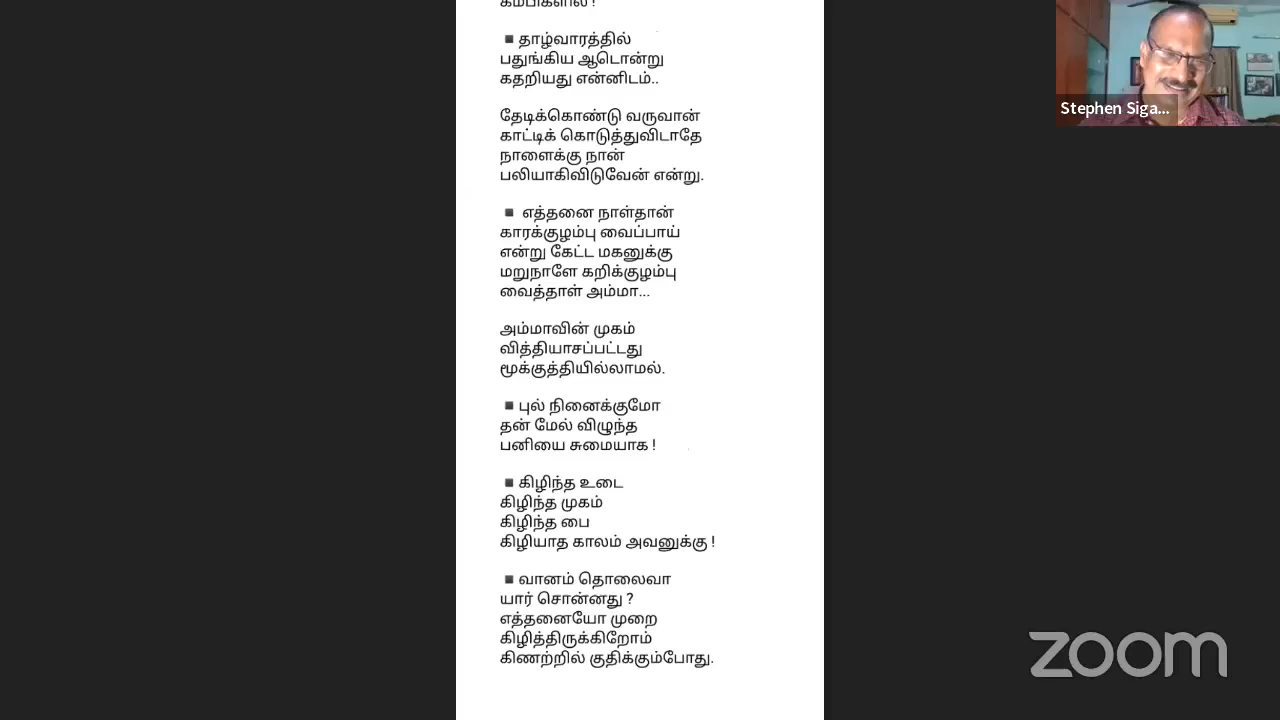 கம்பிகளில் !
▪தாழ்வாரத்தில்
பதுங்கிய ஆடொன்று
கதறியது என்னிடம்..
தேடிக்கொண்டு வருவான்
காட்டிக் கொடுத்துவிடாதே
நாளைக்கு நான்
பலியாகிவிடுவேன் என்று.
▪ எத்தனை நாள்தான்
காரக்குழம்பு வைப்பாய்
என்று கேட்ட மகனுக்கு
மறுநாளே கறிக்குழம்பு
வைத்தாள் அம்மா...
அம்மாவின் முகம்
வித்தியாசப்பட்டது
மூக்குத்தியில்லாமல்.
▪புல் நினைக்குமோ
தன் மேல் விழுந்த
பனியை சுமையாக !
▪கிழிந்த உடை
கிழிந்த முகம்
கிழிந்த பை
கிழியாத காலம் அவனுக்கு !
▪வானம் தொலைவா
யார் சொன்னது ?
எத்தனையோ முறை
கிழித்திருக்கிறோம்
கிணற்றில் குதிக்கும்போது.
Stephen Siga...
zoom